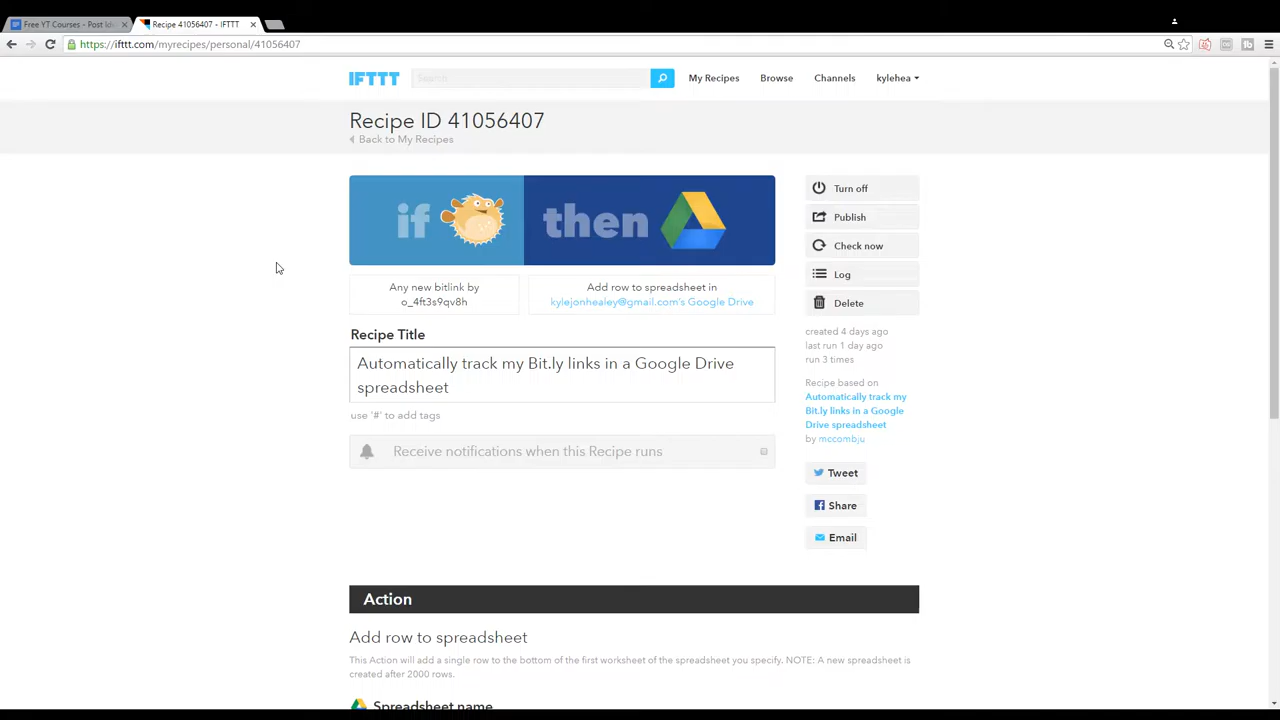 Free YT Courses - Post Id
Recipe 41056407 - IFTTT
https://ifttt.com/myrecipes/personal/41056407
IFTTT
Search
My Recipes
Browse
Channels
kylehea
Recipe ID 41056407
Back to My Recipes
if
then
Any new bitlink by
o_4ft3s9qv8h
Add row to spreadsheet in
kylejonhealey@gmail.com's Google Drive
Recipe Title
Automatically track my Bit.ly links in a Google Drive
spreadsheet
use '#' to add tags
Receive notifications when this Recipe runs
Turn off
Publish
Check now
Log
Delete
created 4 days ago
last run 1 day ago
run 3 times
Recipe based on
Automatically track my
Bit.ly links in a Google
Drive spreadsheet
by mccombju
Tweet
Share
Email
Action
Add row to spreadsheet
This Action will add a single row to the bottom of the first worksheet of the spreadsheet you specify. NOTE: A new spreadsheet is
created after 2000 rows.
Spreadsheet name